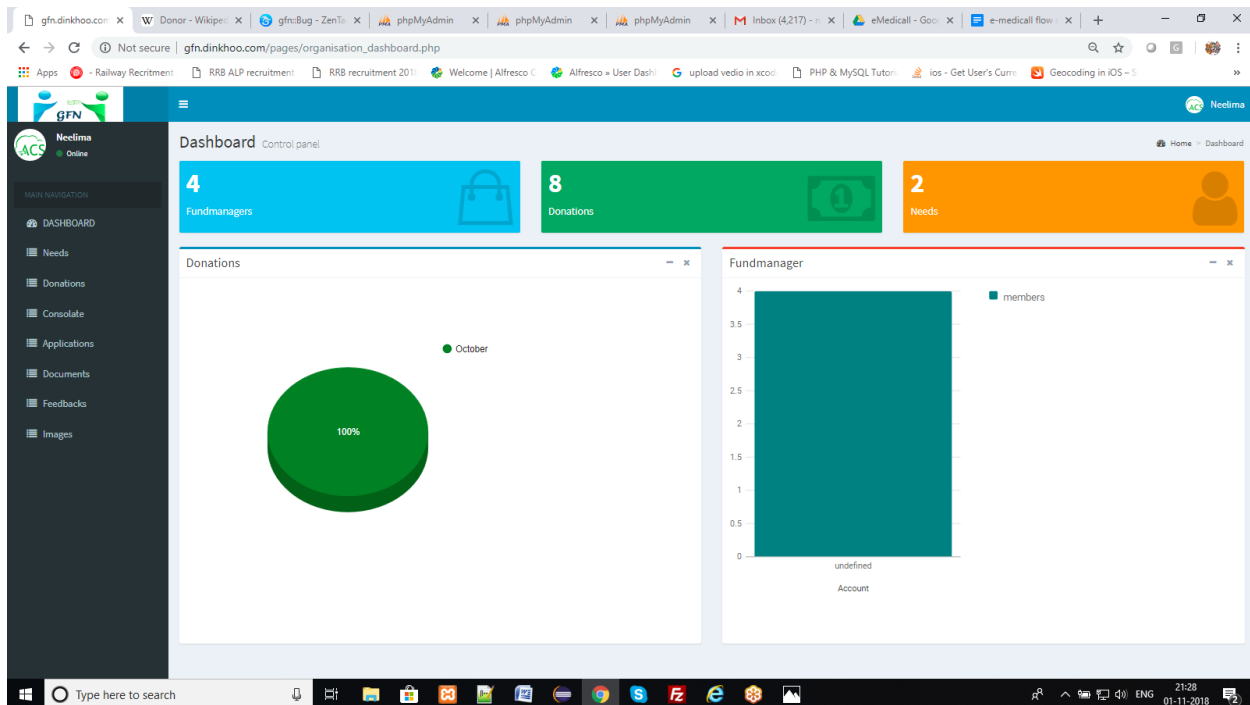 gfn.dinkhoo.com
Donor - Wikiped
gfn::Bug - ZenTa
phpMyAdmin
phpMyAdmin
phpMyAdmin
Inbox (4,217) - n
eMedicall - Goo
e-medicall flow
Not secure | gfn.dinkhoo.com/pages/organisation_dashboard.php
Apps
- Railway Recritment
RRB ALP recruitment
RRB recruitment 201
Welcome | Alfresco C
Alfresco » User Dash
G upload vedio in xcod
PHP & MySQL Tutori
ios - Get User's Curre
Geocoding in iOS – S
GFN
Neelima
ACS
Neelima
Online
Dashboard Control panel
Home > Dashboard
MAIN NAVIGATION
DASHBOARD
Needs
Donations
Consolate
Applications
Documents
Feedbacks
Images
4
Fundmanagers
8
Donations
1
2
Needs
Donations
October
100%
Fundmanager
4
3.5
3
2.5
2
1.5
1
0.5
0
members
undefined
Account
Type here to search
ENG
21:28
01-11-2018